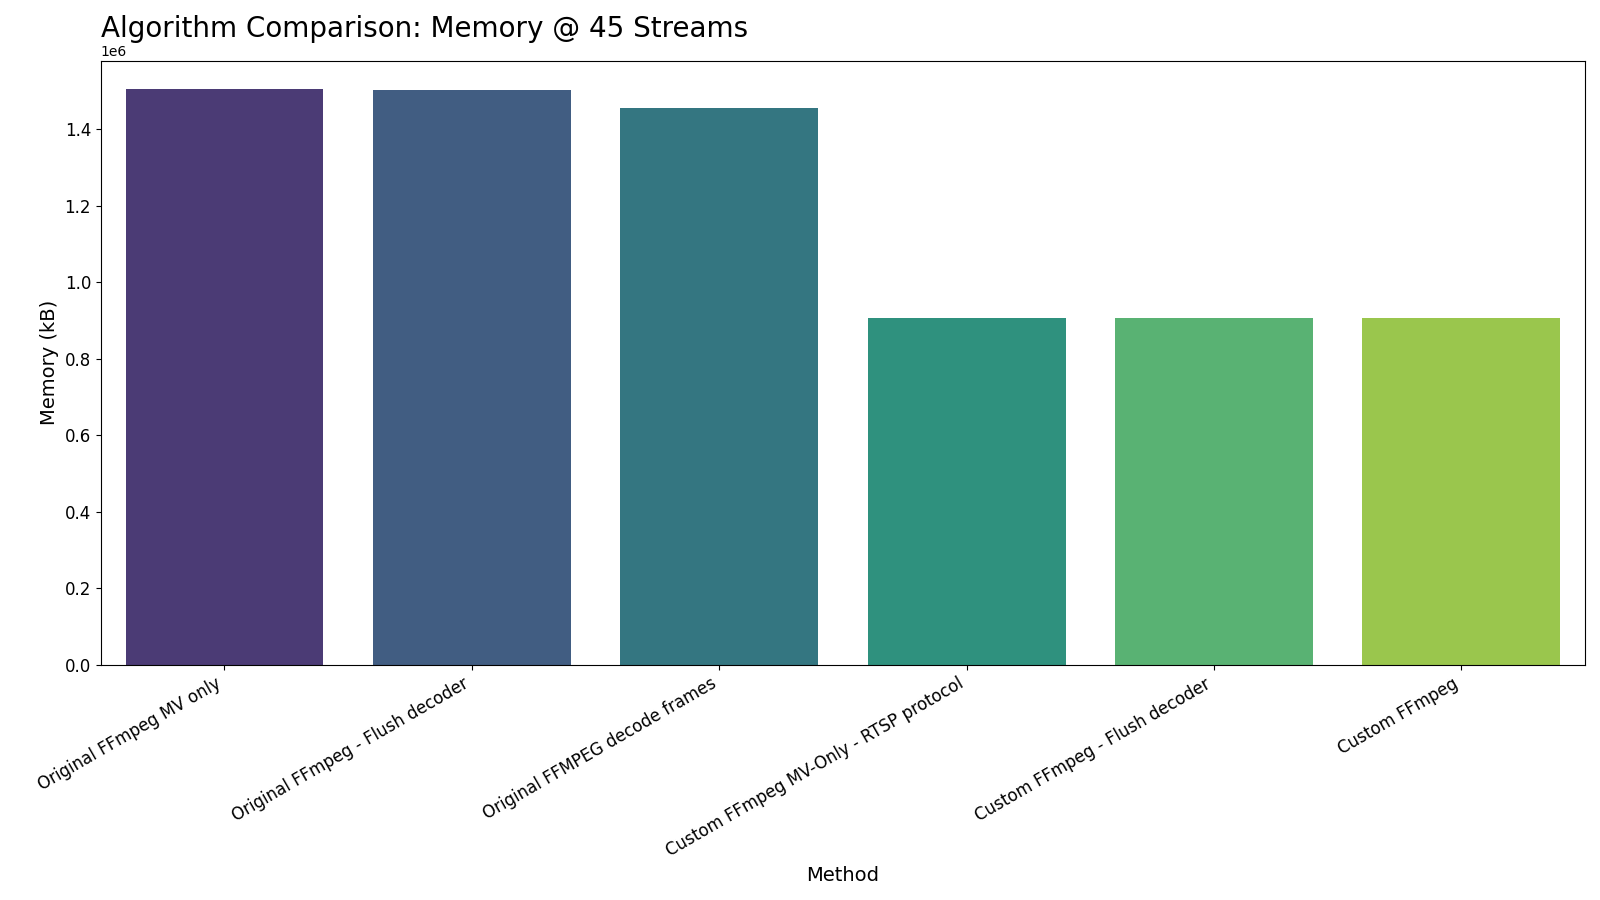 Algorithm Comparison: Memory @ 45 Streams
1e6
1.4
1.2
1.0
0.8
0.6
0.4
0.2
0.0
Memory (kB)
Original FFmpeg MV only
Original FFmpeg - Flush decoder
Original FFMPEG decode frames
Custom FFmpeg MV-Only - RTSP protocol
Custom FFmpeg - Flush decoder
Custom FFmpeg
Method